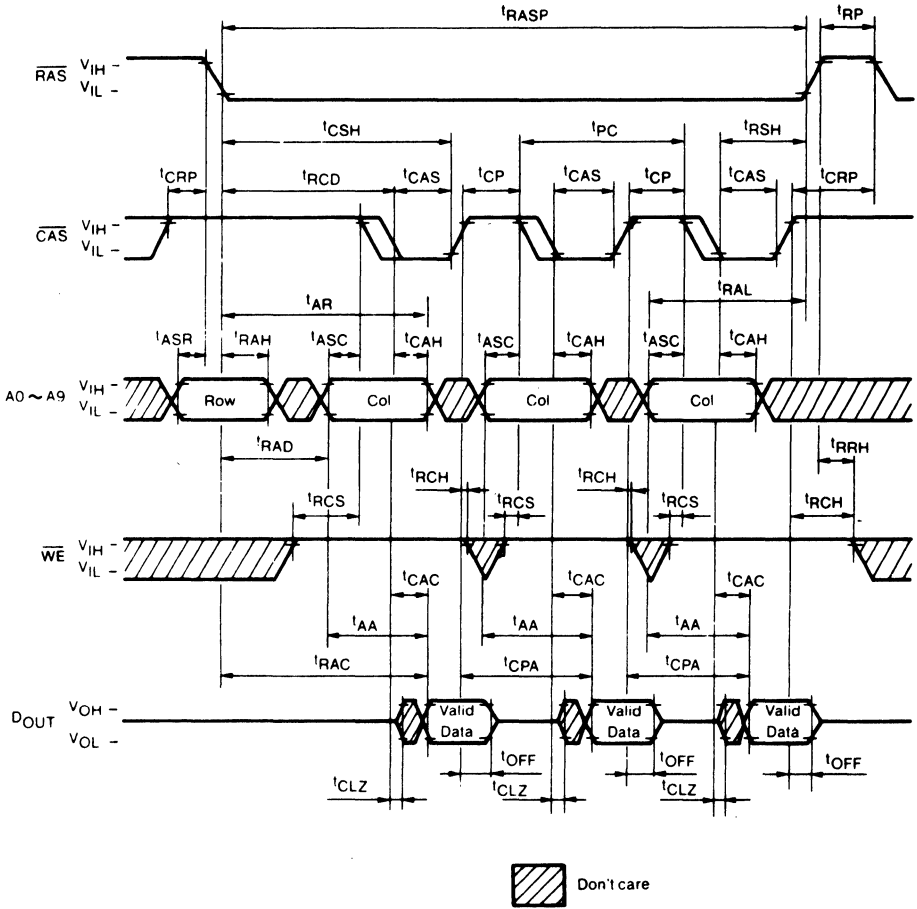 tRASP tRP
RAS VIH –
VIL –
tCSH tPC tRSH
tCRP tRCD tCAS tCP tCAS tCP tCAS tCRP
CAS VIH –
VIL –
tAR tRAL
tASR tRAH tASC tCAH tASC tCAH tASC tCAH
A0~A9 VIH –
VIL –
Row Col Col Col
tRAD tRRH
tRCH tRCH
tRCS tRCS tRCS tRCH
WE VIH –
VIL –
tCAC tCAC tCAC
tAA tAA tAA
tRAC tCPA tCPA
DOUT VOH –
VOL –
Valid Valid Valid
Data Data Data
tOFF tOFF tOFF
tCLZ tCLZ tCLZ
Don't care